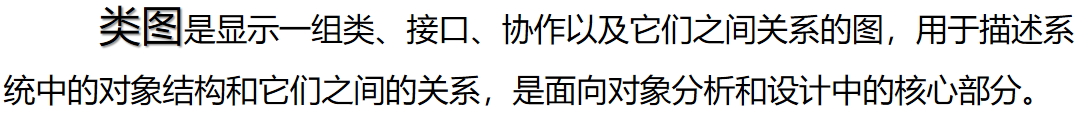 类图是显示一组类、接口、协作以及它们之间关系的图，用于描述系
统中的对象结构和它们之间的关系，是面向对象分析和设计中的核心部分。